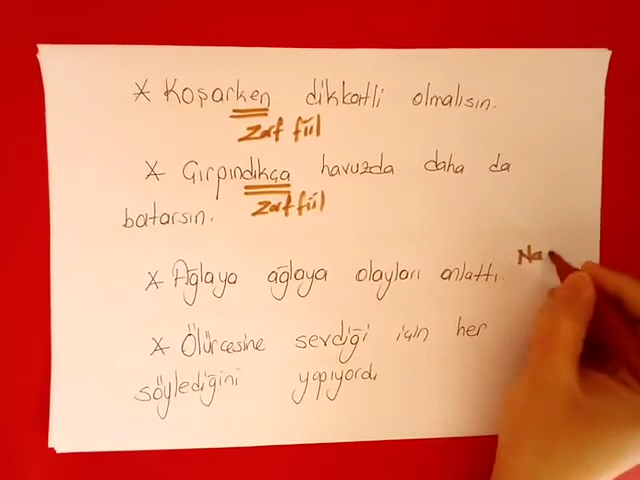 * Koşarken dikkatli olmalısın.
Zarf fiil
* Çırpındıkça havuzda daha da
Zarf fiil
batarsın.
Na
* Ağlaya ağlaya olayları anlattı.
* Ölürcesine sevdiği için her
söylediğini yapıyordu